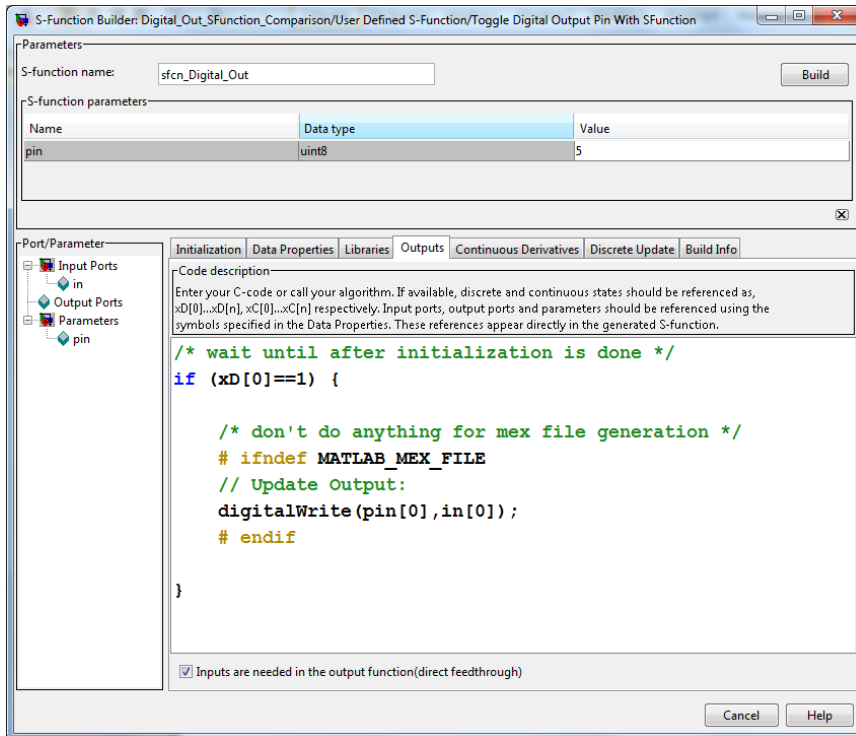 S-Function Builder: Digital_Out_SFunction_Comparison/User Defined S-Function/Toggle Digital Output Pin With SFunction
Parameters
S-function name: sfcn_Digital_Out Build
S-function parameters
Name Data type Value
pin uint8 5
Port/Parameter
Input Ports
in
Output Ports
Parameters
pin
Initialization Data Properties Libraries Outputs Continuous Derivatives Discrete Update Build Info
Code description
Enter your C-code or call your algorithm. If available, discrete and continuous states should be referenced as,
xD[0]...xD[n], xC[0]...xC[n] respectively. Input ports, output ports and parameters should be referenced using the
symbols specified in the Data Properties. These references appear directly in the generated S-function.
/* wait until after initialization is done */
if (xD[0]==1) {
/* don't do anything for mex file generation */
# ifndef MATLAB_MEX_FILE
// Update Output:
digitalWrite(pin[0],in[0]);
# endif
}
Inputs are needed in the output function(direct feedthrough)
Cancel Help